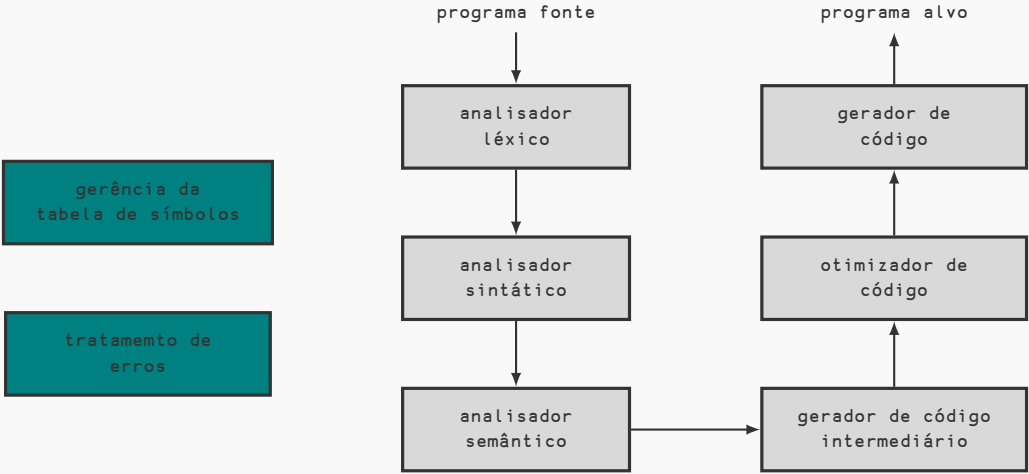 programa fonte
programa alvo
analisador
léxico
gerador de
código
gerência da
tabela de símbolos
analisador
sintático
otimizador de
código
tratamemto de
erros
analisador
semântico
gerador de código
intermediário